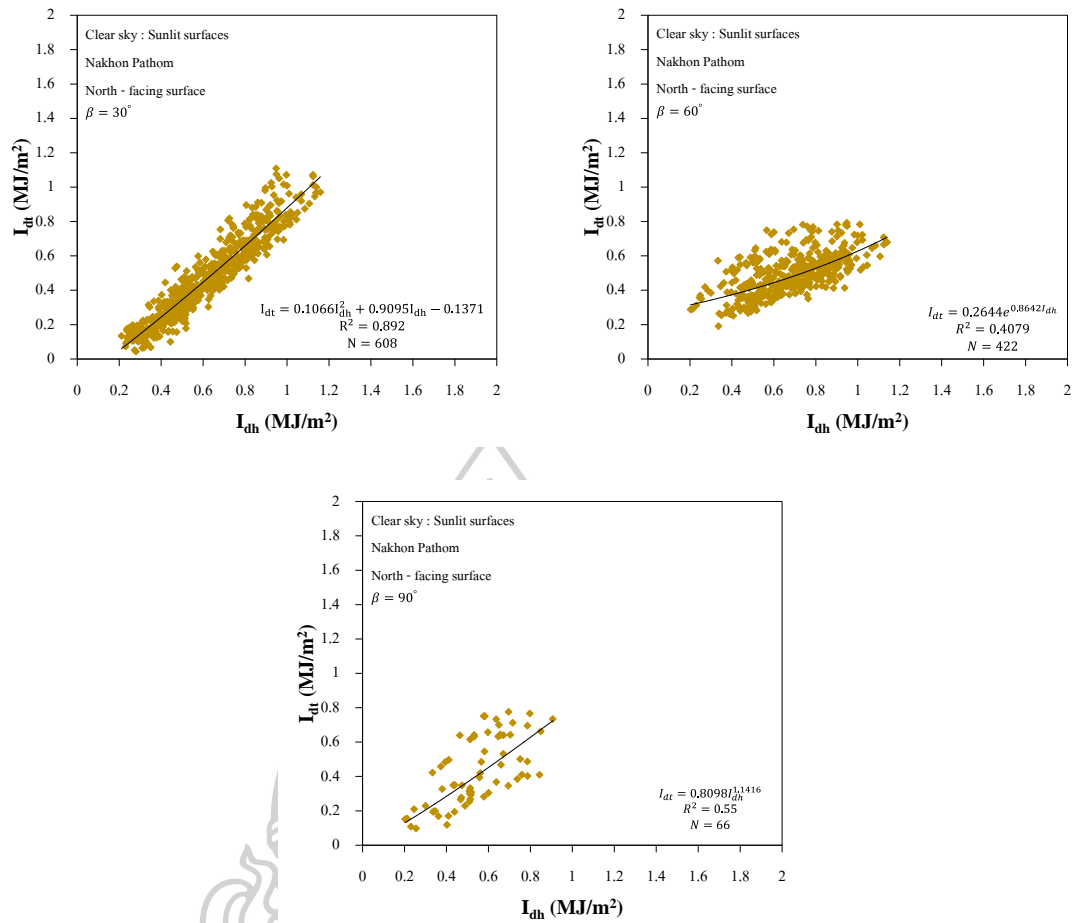 Clear sky : Sunlit surfaces
Nakhon Pathom
North - facing surface
β = 30°
2
1.8
1.6
1.4
1.2
1
0.8
0.6
0.4
0.2
0
I_dt (MJ/m²)
I_dt = 0.1066I²_dh + 0.9095I_dh − 0.1371
R² = 0.892
N = 608
0 0.2 0.4 0.6 0.8 1 1.2 1.4 1.6 1.8 2
I_dh (MJ/m²)
Clear sky : Sunlit surfaces
Nakhon Pathom
North - facing surface
β = 60°
2
1.8
1.6
1.4
1.2
1
0.8
0.6
0.4
0.2
0
I_dt (MJ/m²)
I_dt = 0.2644e^0.8642I_dh
R² = 0.4079
N = 422
0 0.2 0.4 0.6 0.8 1 1.2 1.4 1.6 1.8 2
I_dh (MJ/m²)
Clear sky : Sunlit surfaces
Nakhon Pathom
North - facing surface
β = 90°
2
1.8
1.6
1.4
1.2
1
0.8
0.6
0.4
0.2
0
I_dt (MJ/m²)
I_dt = 0.8098I_dh^1.1416
R² = 0.55
N = 66
0 0.2 0.4 0.6 0.8 1 1.2 1.4 1.6 1.8 2
I_dh (MJ/m²)